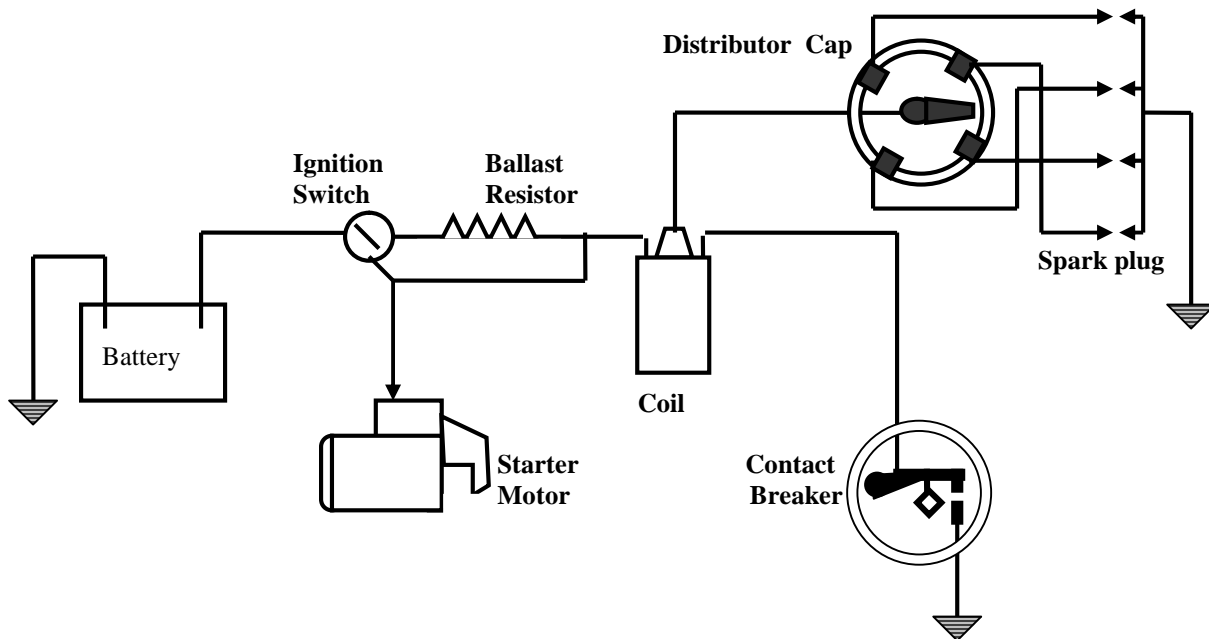 Distributor Cap
Ignition
Switch
Ballast
Resistor
Spark plug
Battery
Coil
Starter
Motor
Contact
Breaker